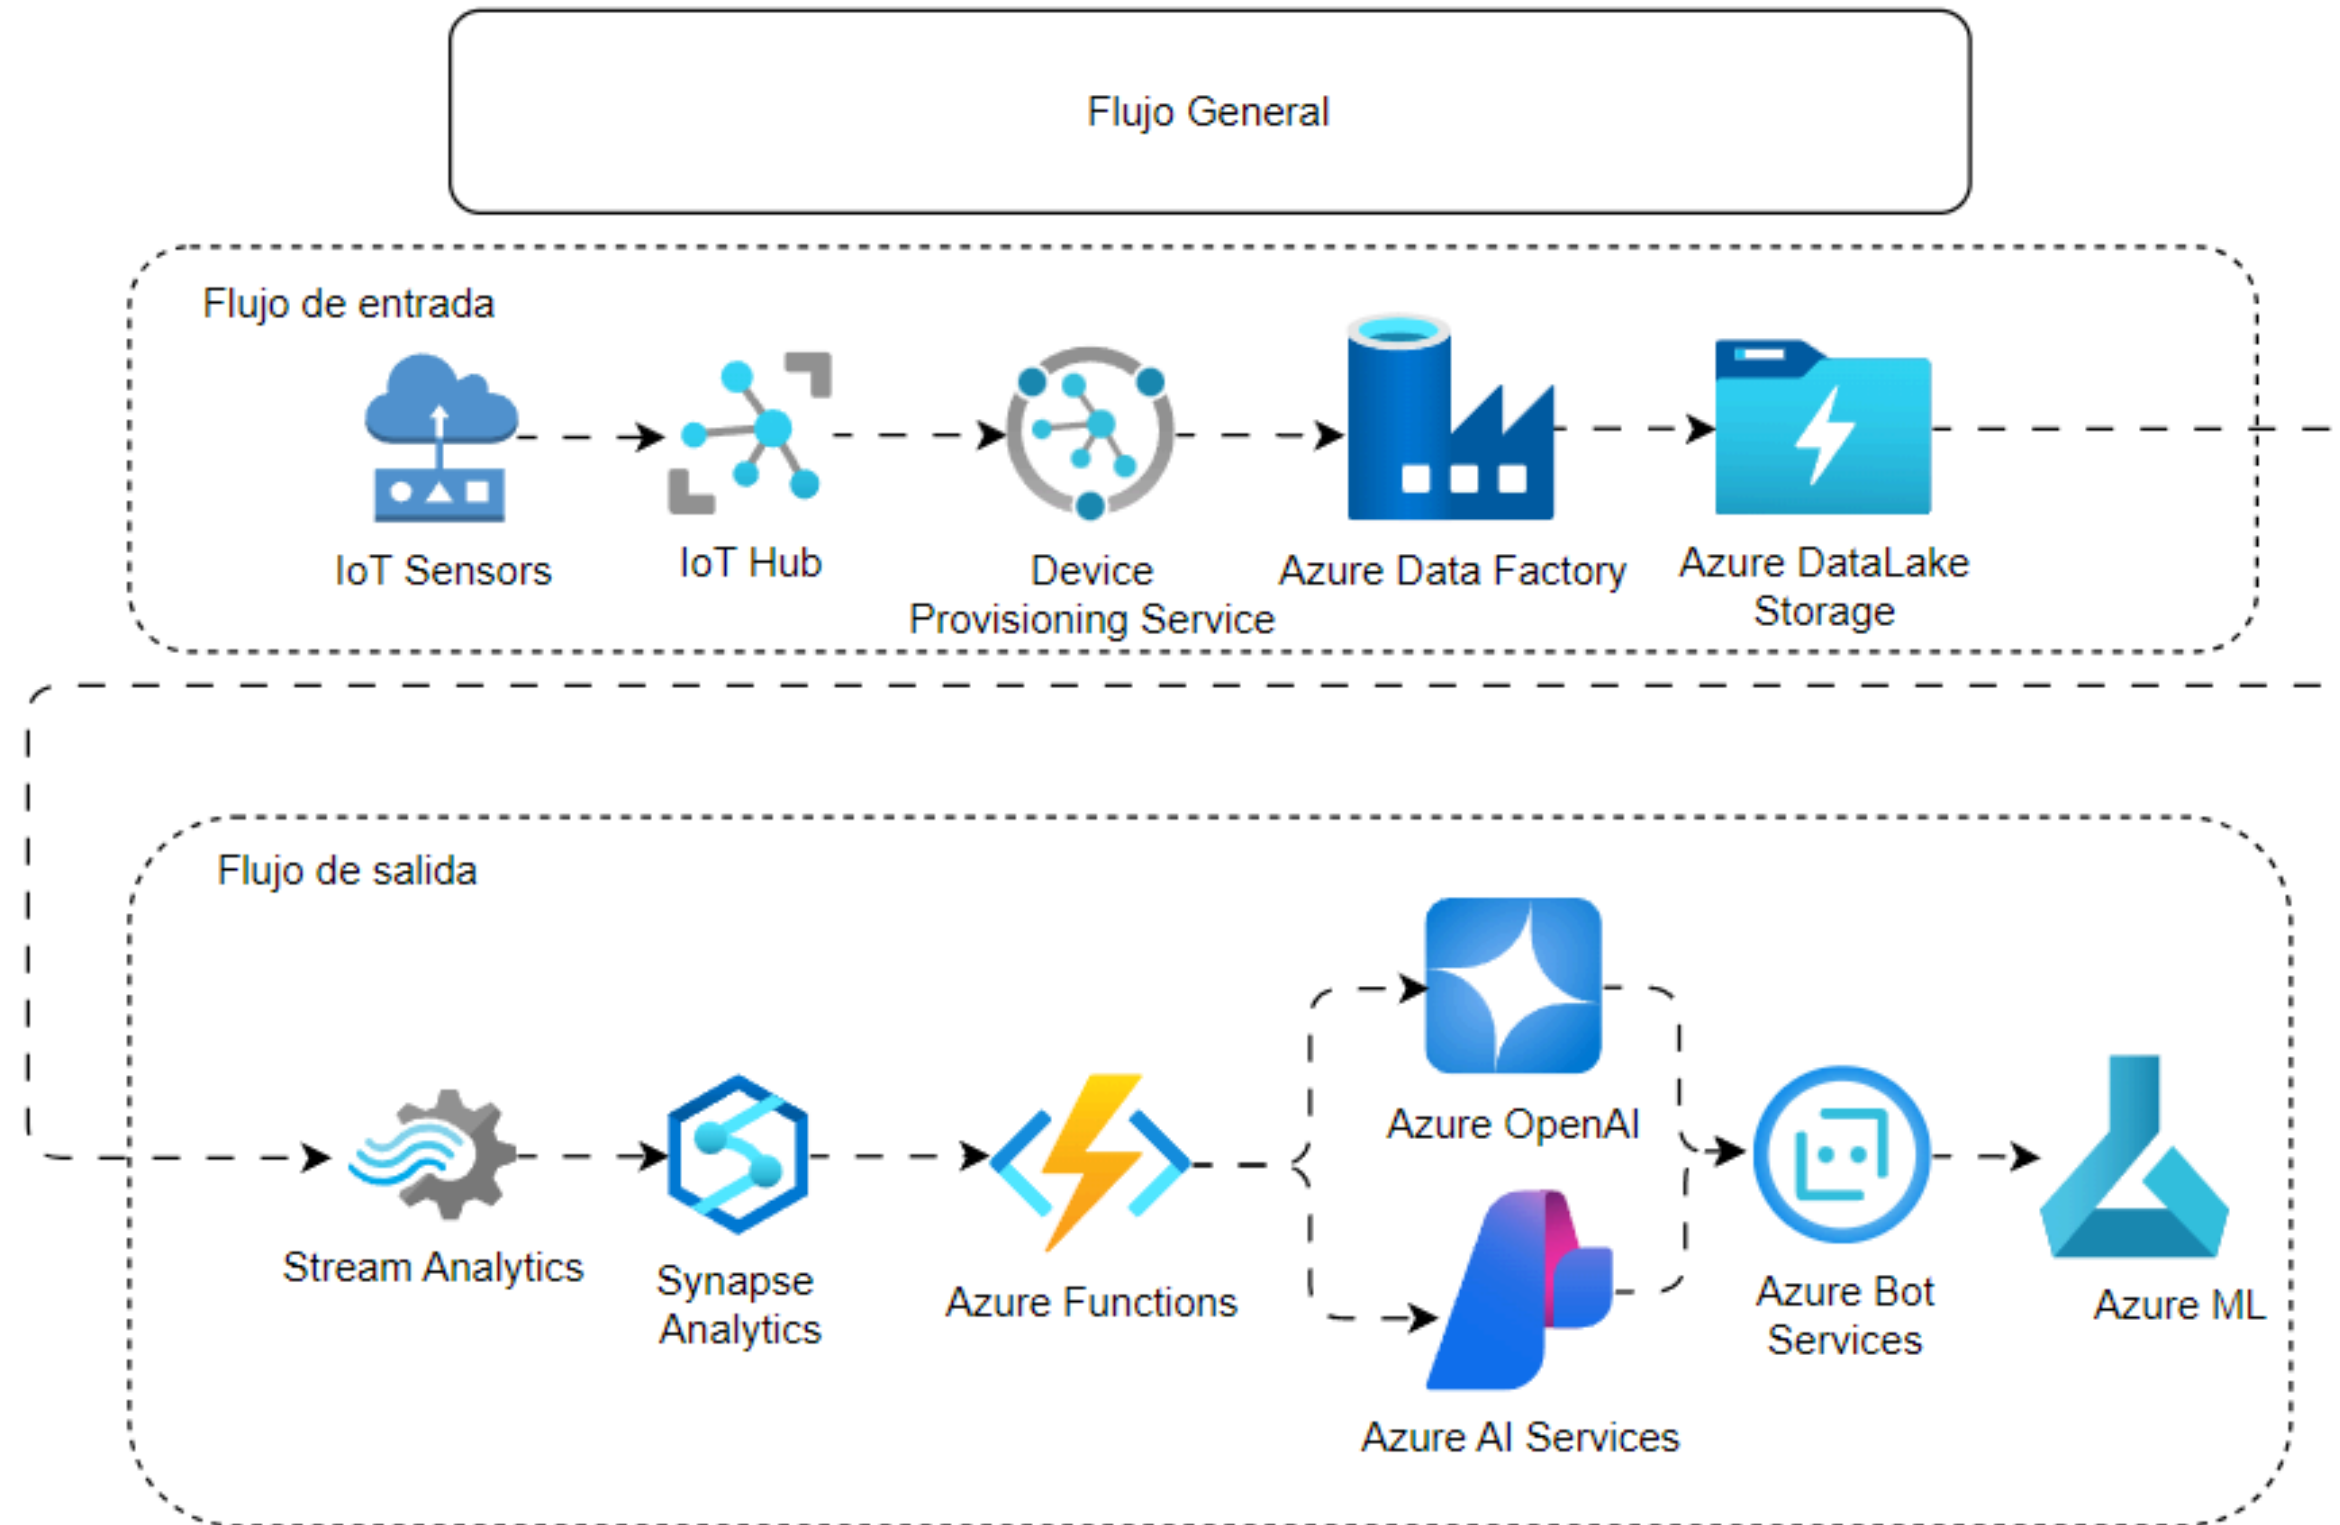 Flujo General
Flujo de entrada
IoT Sensors
IoT Hub
Device
Provisioning Service
Azure Data Factory
Azure DataLake
Storage
Flujo de salida
Stream Analytics
Synapse
Analytics
Azure Functions
Azure OpenAI
Azure AI Services
Azure Bot
Services
Azure ML